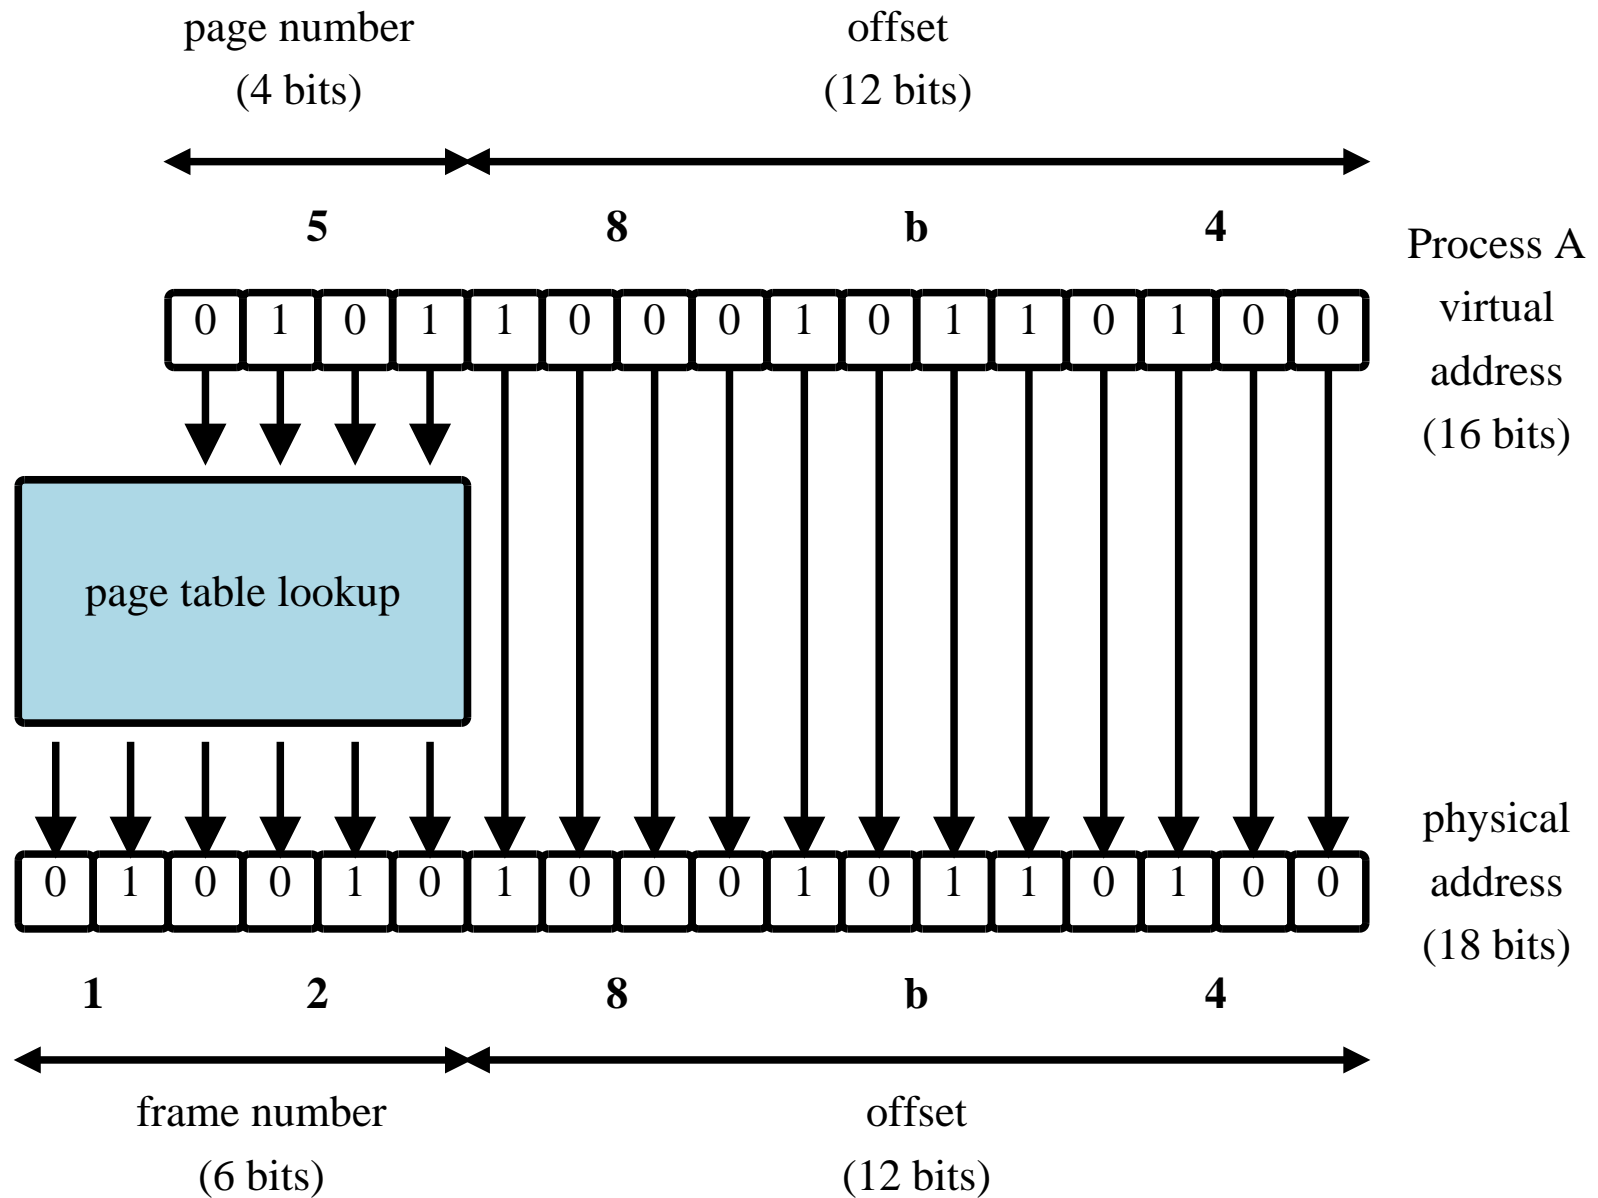 page number
(4 bits)
offset
(12 bits)
5 8 b 4
Process A
virtual
address
(16 bits)
0 1 0 1 1 0 0 0 1 0 1 1 0 1 0 0
page table lookup
physical
address
(18 bits)
0 1 0 0 1 0 1 0 0 0 1 0 1 1 0 1 0 0
1 2 8 b 4
frame number
(6 bits)
offset
(12 bits)